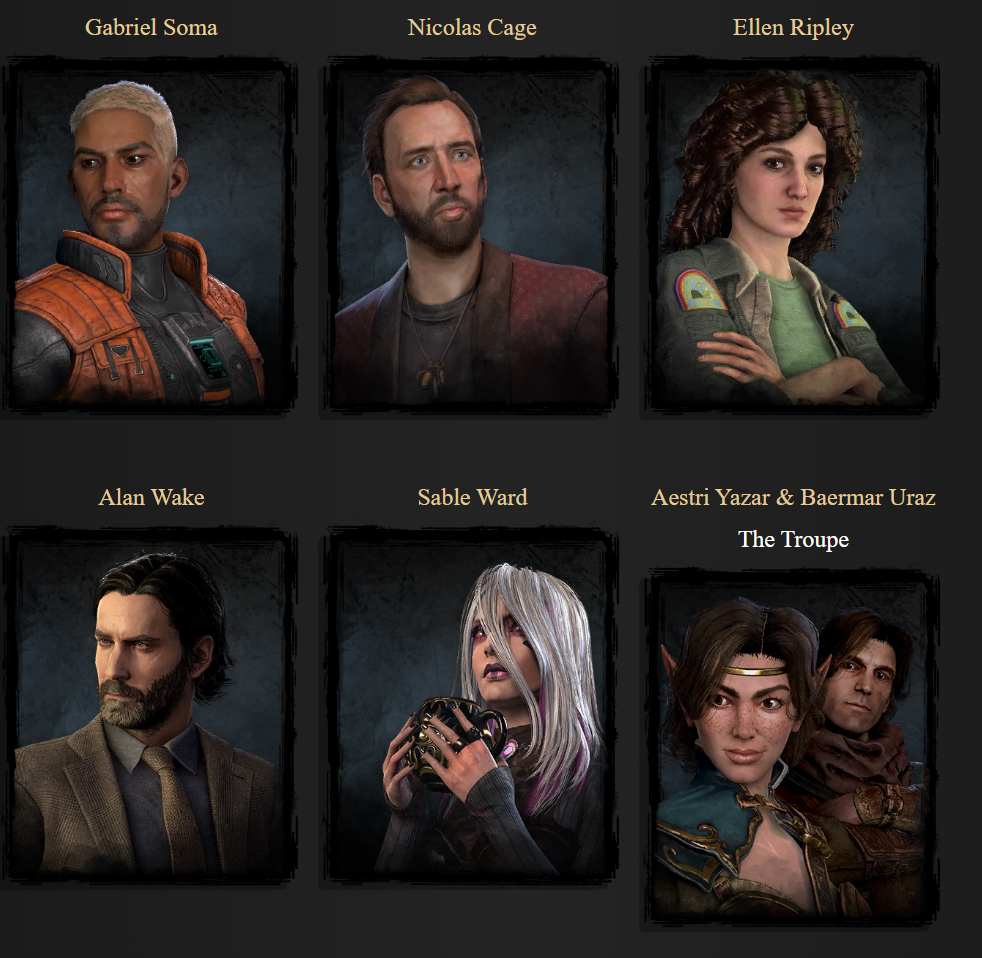 Gabriel Soma
Nicolas Cage
Ellen Ripley
Alan Wake
Sable Ward
Aestri Yazar & Baermar Uraz
The Troupe